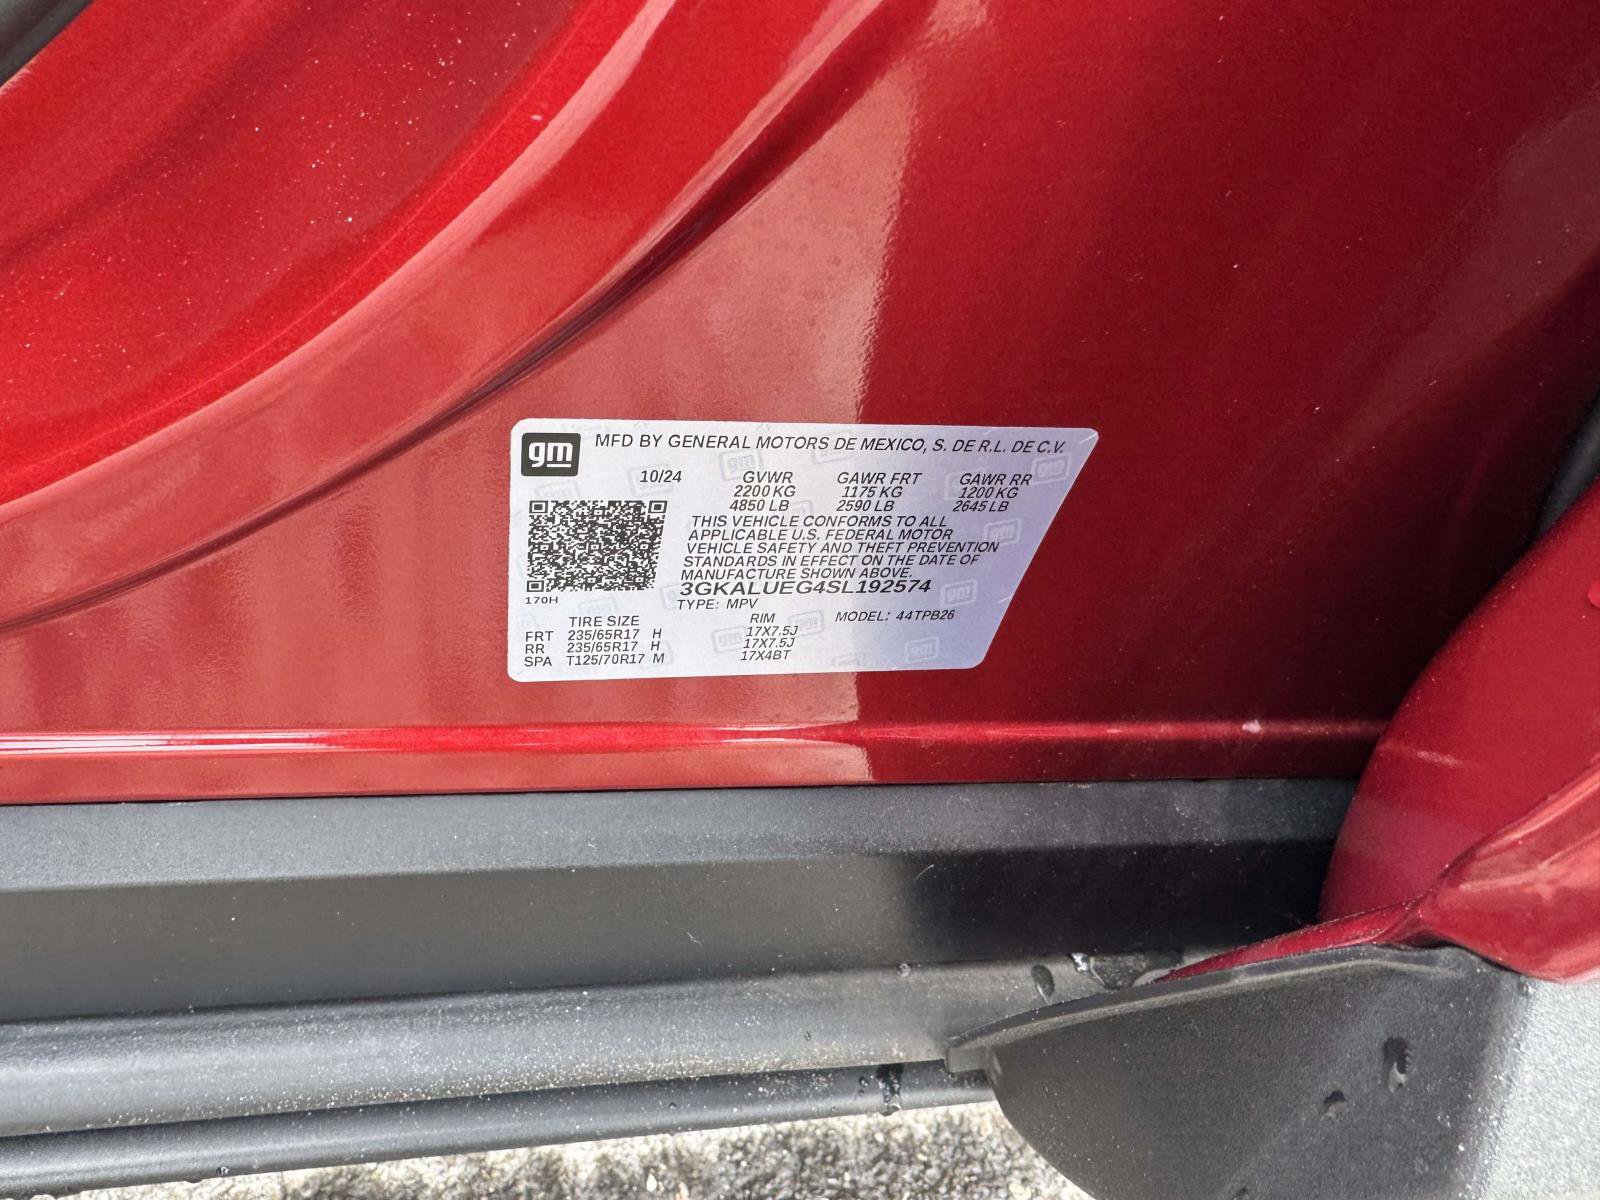 gm MFD BY GENERAL MOTORS DE MEXICO, S. DE R.L. DE C.V.
10/24 GVWR GAWR FRT GAWR RR
2200 KG 1175 KG 1200 KG
4850 LB 2590 LB 2645 LB
THIS VEHICLE CONFORMS TO ALL
APPLICABLE U.S. FEDERAL MOTOR
VEHICLE SAFETY AND THEFT PREVENTION
STANDARDS IN EFFECT ON THE DATE OF
MANUFACTURE SHOWN ABOVE.
3GKALUEG4SL192574
170H
TYPE: MPV
TIRE SIZE RIM MODEL: 44TPB26
FRT 235/65R17 H 17X7.5J
RR 235/65R17 H 17X7.5J
SPA T125/70R17 M 17X4BT